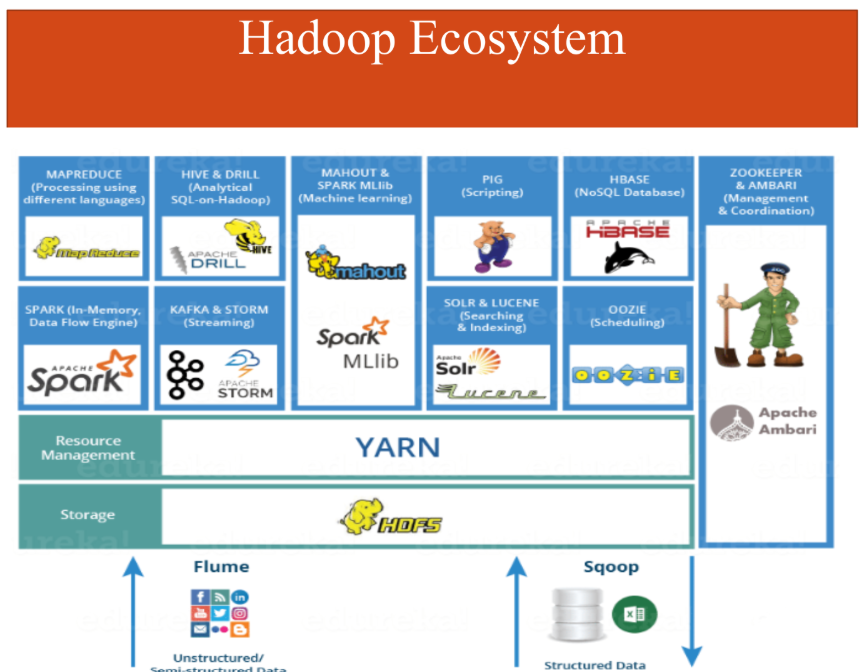 Hadoop Ecosystem
MAPREDUCE
(Processing using
different languages)
Map Reduce
HIVE & DRILL
(Analytical
SQL-on-Hadoop)
HIVE
APACHE
DRILL
MAHOUT &
SPARK MLlib
(Machine learning)
mahout
Spark
MLlib
PIG
(Scripting)
HBASE
(NoSQL Database)
APACHE
HBASE
ZOOKEEPER
& AMBARI
(Management
& Coordination)
Apache
Ambari
SPARK (In-Memory,
Data Flow Engine)
APACHE
Spark
KAFKA & STORM
(Streaming)
APACHE
STORM
SOLR & LUCENE
(Searching
& Indexing)
Apache
Solr
Lucene
OOZIE
(Scheduling)
OOZIE
Resource
Management
YARN
Storage
HDFS
edureka!
Flume
Unstructured/
Semi-structured Data
Sqoop
Structured Data